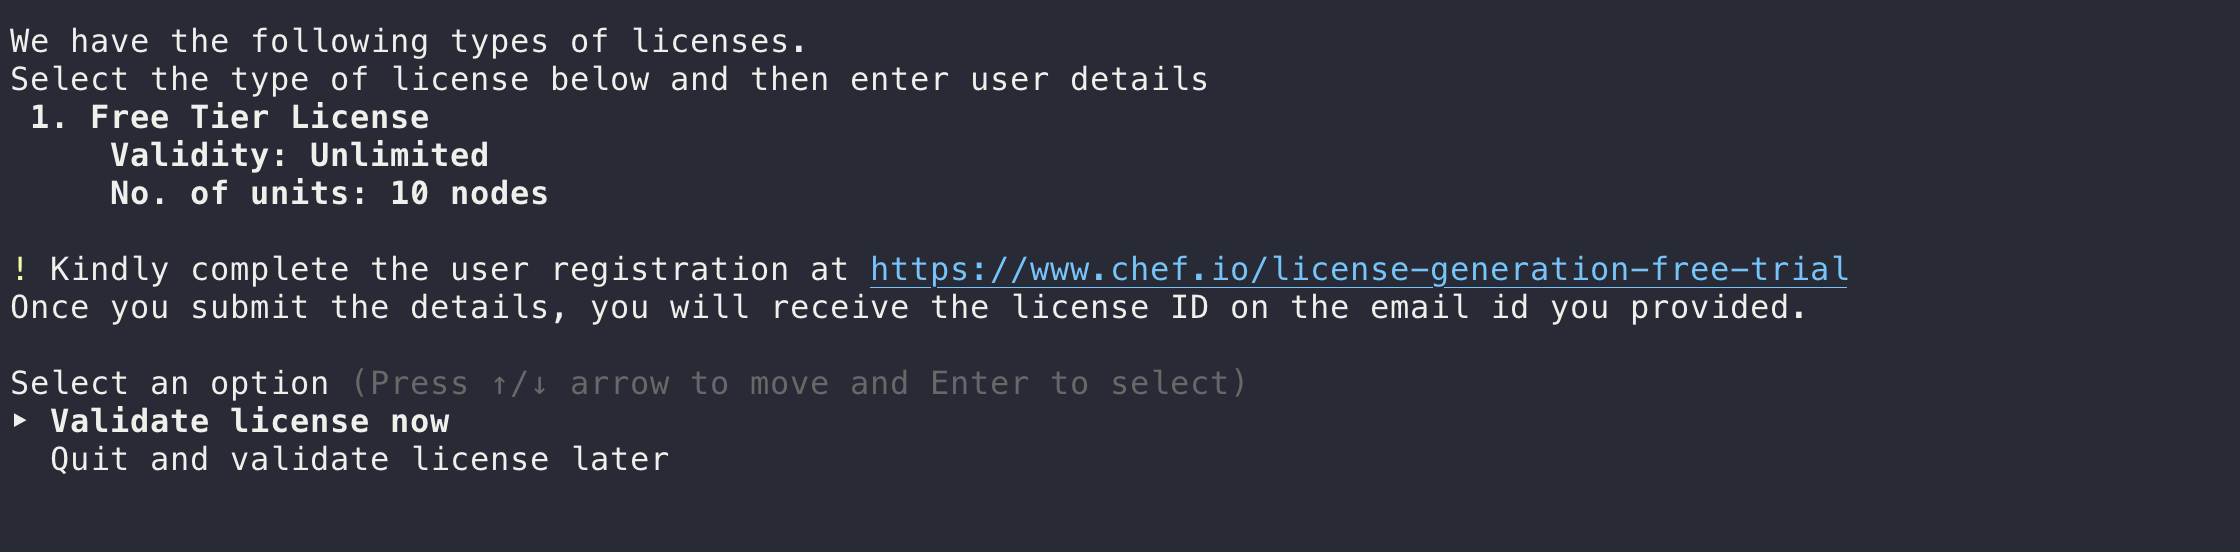 We have the following types of licenses.
Select the type of license below and then enter user details
1. Free Tier License
Validity: Unlimited
No. of units: 10 nodes
! Kindly complete the user registration at https://www.chef.io/license-generation-free-trial
Once you submit the details, you will receive the license ID on the email id you provided.
Select an option (Press ↑/↓ arrow to move and Enter to select)
‣ Validate license now
Quit and validate license later